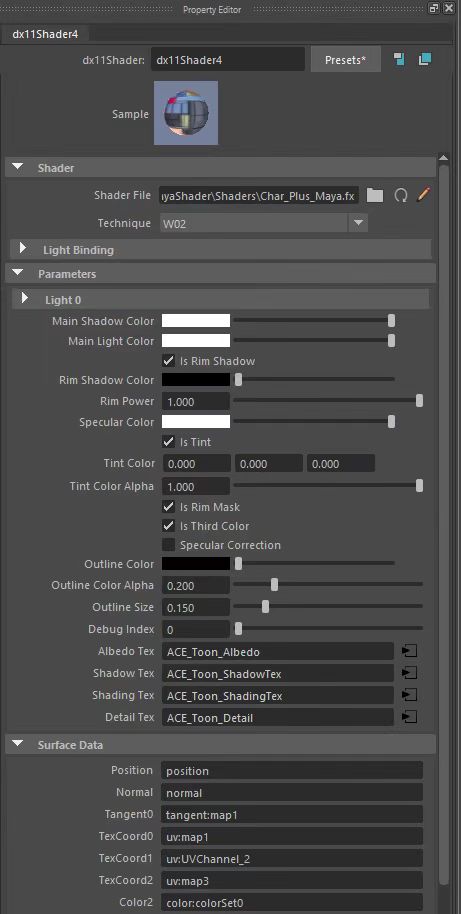 Property Editor
dx11Shader4
dx11Shader: dx11Shader4 Presets*
Sample
Shader
Shader File ıyaShader\Shaders\Char_Plus_Maya.fx
Technique W02
Light Binding
Parameters
Light 0
Main Shadow Color
Main Light Color
Is Rim Shadow
Rim Shadow Color
Rim Power 1.000
Specular Color
Is Tint
Tint Color 0.000 0.000 0.000
Tint Color Alpha 1.000
Is Rim Mask
Is Third Color
Specular Correction
Outline Color
Outline Color Alpha 0.200
Outline Size 0.150
Debug Index 0
Albedo Tex ACE_Toon_Albedo
Shadow Tex ACE_Toon_ShadowTex
Shading Tex ACE_Toon_ShadingTex
Detail Tex ACE_Toon_Detail
Surface Data
Position position
Normal normal
Tangent0 tangent:map1
TexCoord0 uv:map1
TexCoord1 uv:UVChannel_2
TexCoord2 uv:map3
Color2 color:colorSet0